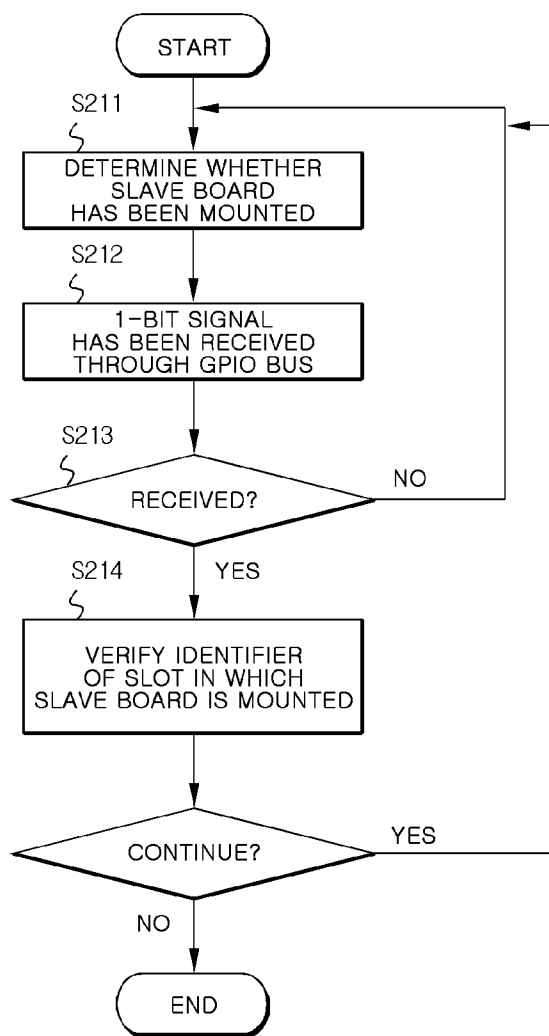 START
S211
DETERMINE WHETHER
SLAVE BOARD
HAS BEEN MOUNTED
S212
1-BIT SIGNAL
HAS BEEN RECEIVED
THROUGH GPIO BUS
S213
RECEIVED?
NO
YES
S214
VERIFY IDENTIFIER
OF SLOT IN WHICH
SLAVE BOARD IS MOUNTED
CONTINUE?
YES
NO
END